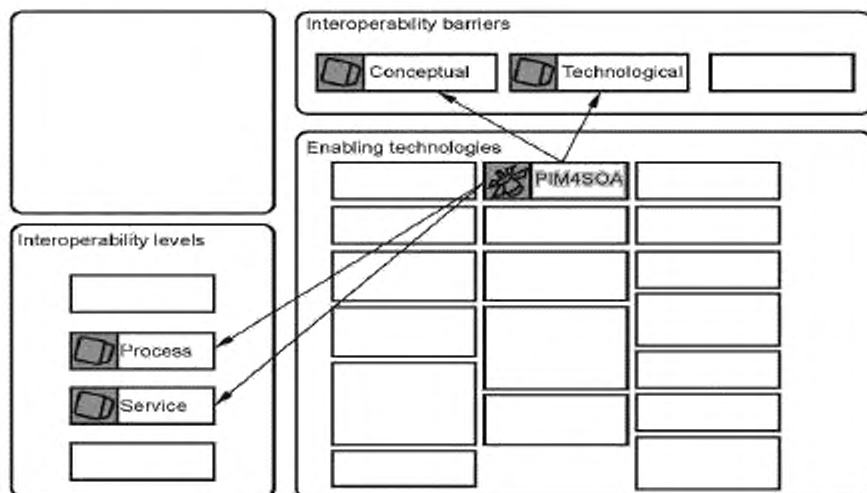 Interoperability barriers
Conceptual
Technological
Enabling technologies
PIM4SOA
Interoperability levels
Process
Service